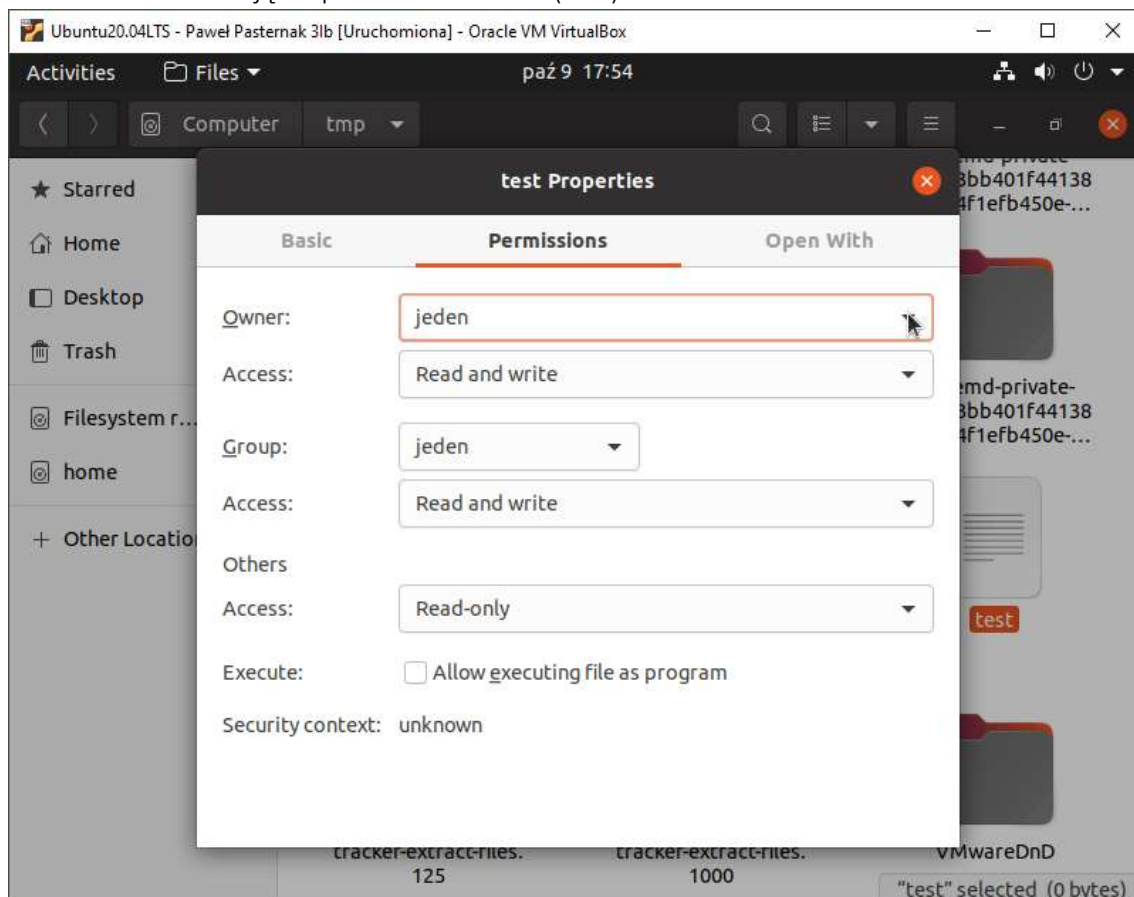 Ubuntu20.04LTS - Paweł Pasternak 3lb [Uruchomiona] - Oracle VM VirtualBox
Activities Files paź 9 17:54
Computer tmp
test Properties
Basic Permissions Open With
Starred
Home
Desktop
Trash
Filesystem r...
home
+ Other Locatio
Owner: jeden
Access: Read and write
Group: jeden
Access: Read and write
Others
Access: Read-only
Execute: Allow executing file as program
Security context: unknown
3bb401f44138
4f1efb450e-...
emd-private-
3bb401f44138
4f1efb450e-...
test
tracker-extract-files.
125
tracker-extract-files.
1000
VMwareDnD
"test" selected (0 bytes)